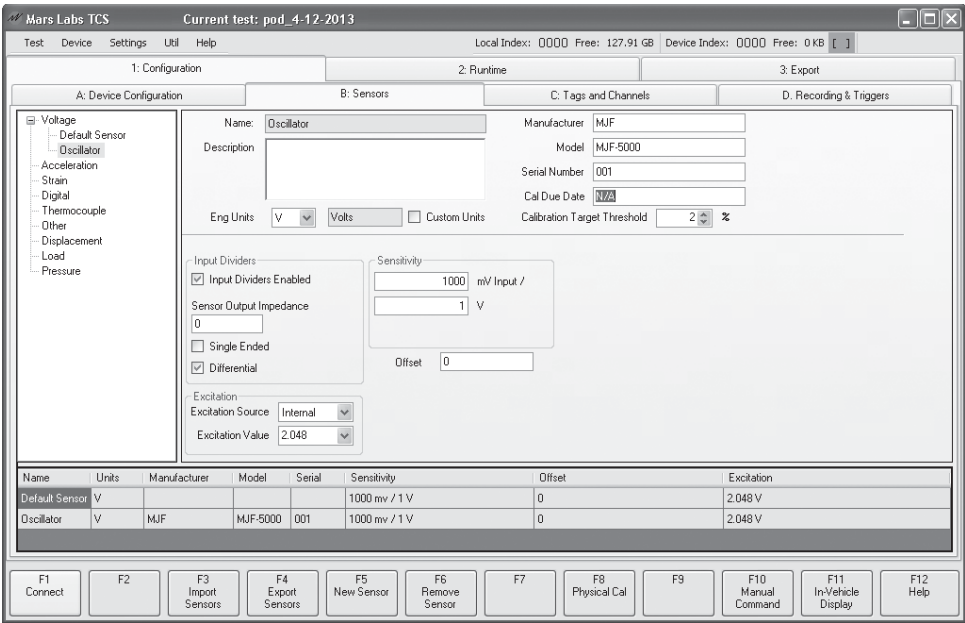 Mars Labs TCS Current test: pod_4-12-2013
Test Device Settings Util Help Local Index: 0000 Free: 127.91 GB Device Index: 0000 Free: 0 KB [ ]
1: Configuration 2: Runtime 3: Export
A: Device Configuration B: Sensors C: Tags and Channels D. Recording & Triggers
Voltage
Default Sensor
Oscillator
Acceleration
Strain
Digital
Thermocouple
Other
Displacement
Load
Pressure
Name: Oscillator
Description
Eng Units V Volts Custom Units
Manufacturer MJF
Model MJF-5000
Serial Number 001
Cal Due Date N/A
Calibration Target Threshold 2 %
Input Dividers
Input Dividers Enabled
Sensor Output Impedance
0
Single Ended
Differential
Sensitivity
1000 mV Input /
1 V
Offset 0
Excitation
Excitation Source Internal
Excitation Value 2.048
Name Units Manufacturer Model Serial Sensitivity Offset Excitation
Default Sensor V 1000 mv / 1 V 0 2.048 V
Oscillator V MJF MJF-5000 001 1000 mv / 1 V 0 2.048 V
F1 F2 F3 F4 F5 F6 F7 F8 F9 F10 F11 F12
Connect Import Export New Sensor Remove Physical Cal Manual In-Vehicle Help
Sensors Sensors Sensor Command Display